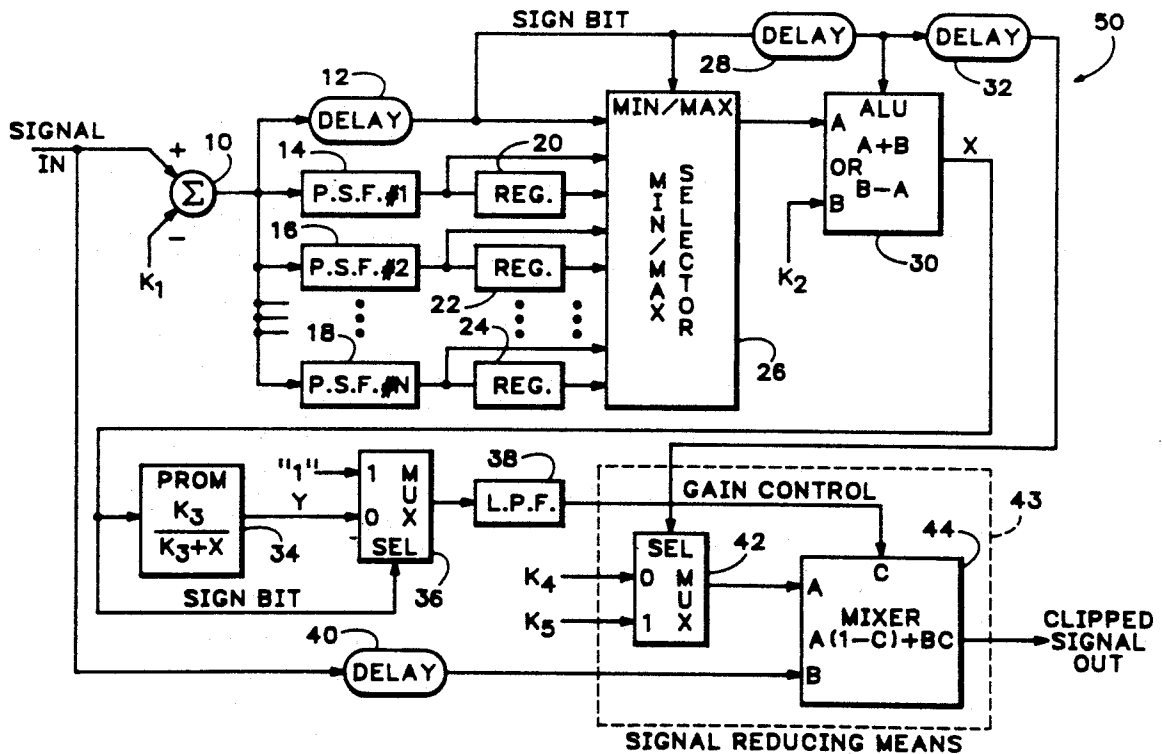 SIGN BIT
DELAY
28
DELAY
32
50
12
DELAY
SIGNAL
IN
+
10
Σ
−
K1
14
P.S.F. #1
20
REG.
16
P.S.F. #2
REG.
22
18
P.S.F. #N
24
REG.
MIN/MAX
MIN/MAX
SELECTOR
26
ALU
A
A+B
OR
B−A
B
30
K2
X
PROM
K3
K3+X
34
"1"
Y
1
0
MUX
SEL
36
SIGN BIT
38
L.P.F.
GAIN CONTROL
43
SEL
42
K4
0
K5
1
MUX
44
C
A
MIXER
A(1-C)+BC
B
40
DELAY
CLIPPED
SIGNAL
OUT
SIGNAL REDUCING MEANS